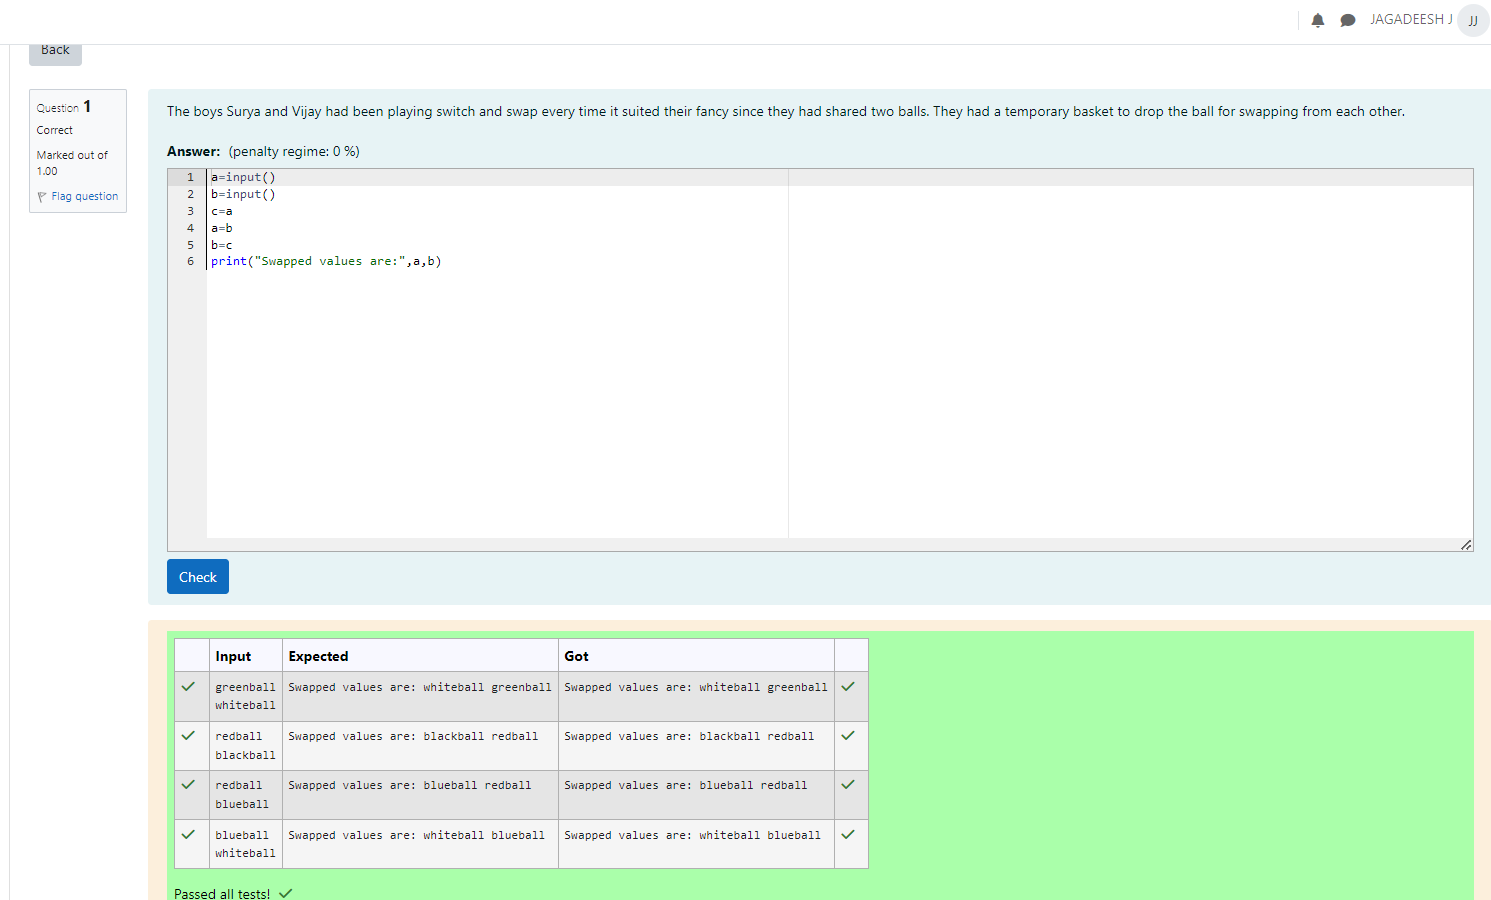 JAGADEESH J JJ
Back
Question 1
Correct
Marked out of
1.00
Flag question
The boys Surya and Vijay had been playing switch and swap every time it suited their fancy since they had shared two balls. They had a temporary basket to drop the ball for swapping from each other.
Answer: (penalty regime: 0 %)
1 a=input()
2 b=input()
3 c=a
4 a=b
5 b=c
6 print("Swapped values are:",a,b)
Check
Input Expected Got
greenball Swapped values are: whiteball greenball Swapped values are: whiteball greenball
whiteball
redball Swapped values are: blackball redball Swapped values are: blackball redball
blackball
redball Swapped values are: blueball redball Swapped values are: blueball redball
blueball
blueball Swapped values are: whiteball blueball Swapped values are: whiteball blueball
whiteball
Passed all tests!